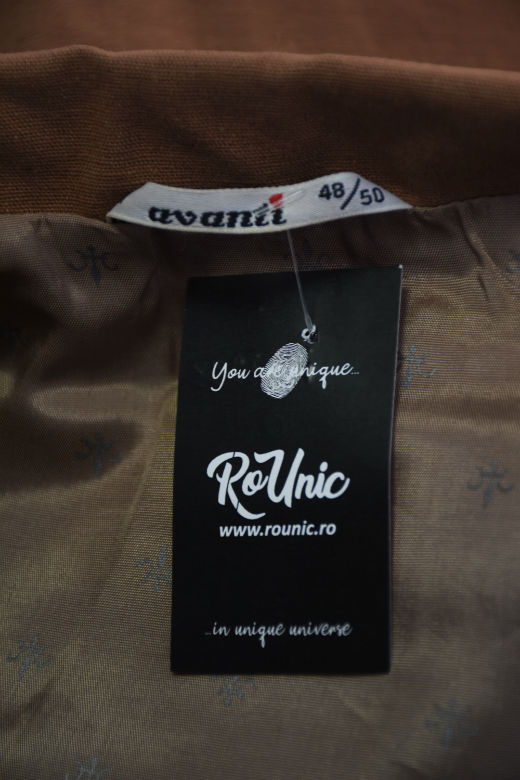 avanti 48/50
You are unique...
RoUnic
www.rounic.ro
...in unique universe